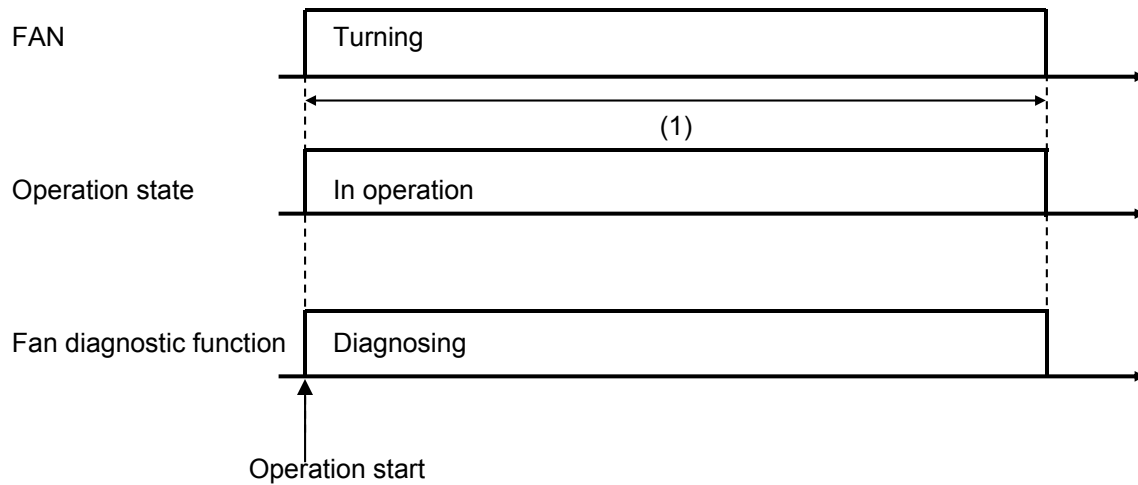 FAN
Turning
(1)
Operation state
In operation
Fan diagnostic function
Diagnosing
Operation start